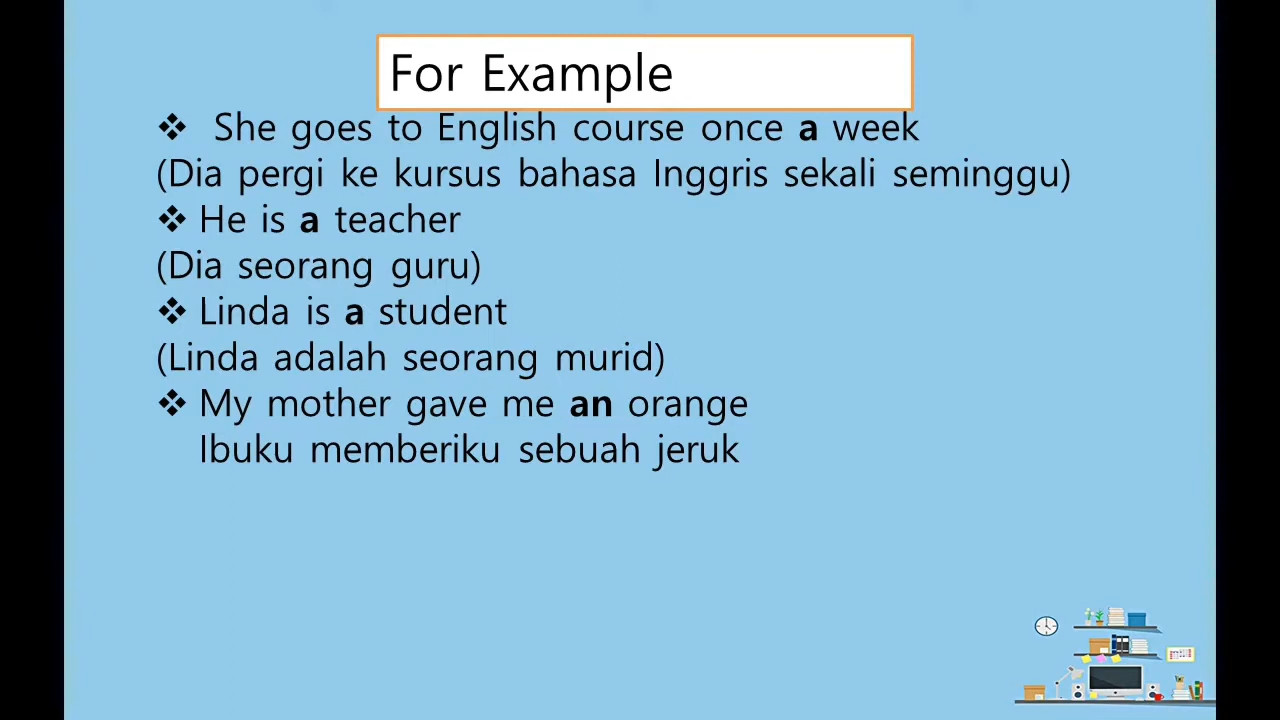 For Example
❖ She goes to English course once a week
(Dia pergi ke kursus bahasa Inggris sekali seminggu)
❖ He is a teacher
(Dia seorang guru)
❖ Linda is a student
(Linda adalah seorang murid)
❖ My mother gave me an orange
Ibuku memberiku sebuah jeruk